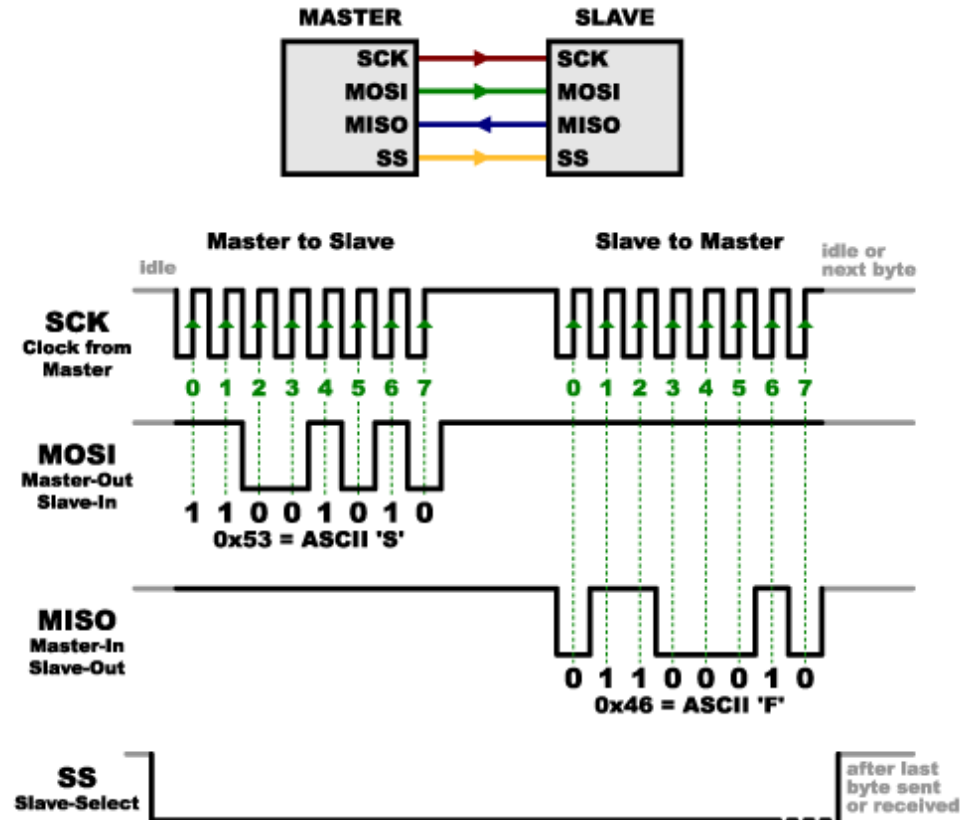 MASTER SLAVE
SCK SCK
MOSI MOSI
MISO MISO
SS SS
Master to Slave Slave to Master
idle
idle or
next byte
SCK
Clock from
Master
0 1 2 3 4 5 6 7 0 1 2 3 4 5 6 7
MOSI
Master-Out
Slave-In
1 1 0 0 1 0 1 0
0x53 = ASCII 'S'
MISO
Master-In
Slave-Out
0 1 1 0 0 0 1 0
0x46 = ASCII 'F'
SS
Slave-Select
after last
byte sent
or received